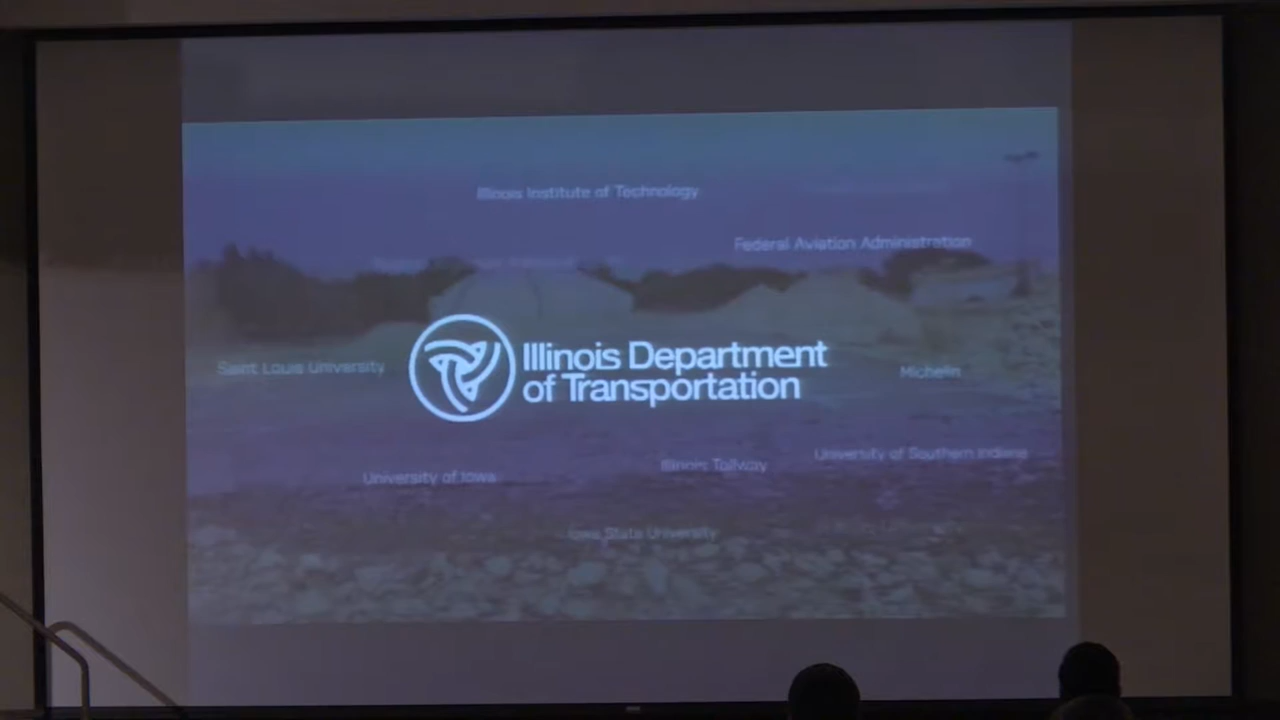 Illinois Institute of Technology
Federal Aviation Administration
Saint Louis University
Illinois Department
of Transportation
Michelin
University of Southern Indiana
Illinois Tollway
University of Iowa
Iowa State University